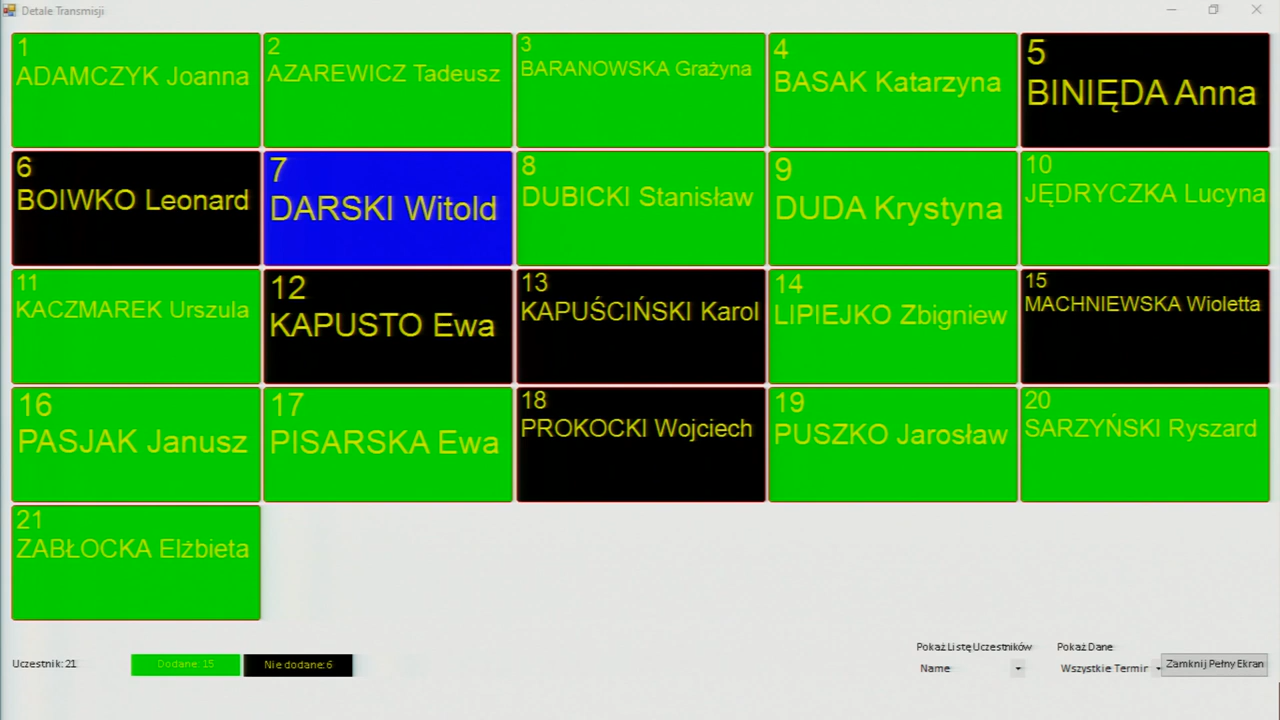 Detale Transmisji
1
ADAMCZYK Joanna
2
AZAREWICZ Tadeusz
3
BARANOWSKA Grażyna
4
BASAK Katarzyna
5
BINIĘDA Anna
6
BOIWKO Leonard
7
DARSKI Witold
8
DUBICKI Stanisław
9
DUDA Krystyna
10
JĘDRYCZKA Lucyna
11
KACZMAREK Urszula
12
KAPUSTO Ewa
13
KAPUŚCIŃSKI Karol
14
LIPIEJKO Zbigniew
15
MACHNIEWSKA Wioletta
16
PASJAK Janusz
17
PISARSKA Ewa
18
PROKOCKI Wojciech
19
PUSZKO Jarosław
20
SARZYŃSKI Ryszard
21
ZABŁOCKA Elżbieta
Uczestnik: 21
Dodane: 15
Nie dodane: 6
Pokaż Listę Uczestników
Name
Pokaż Dane
Wszystkie Termir
Zamknij Pełny Ekran